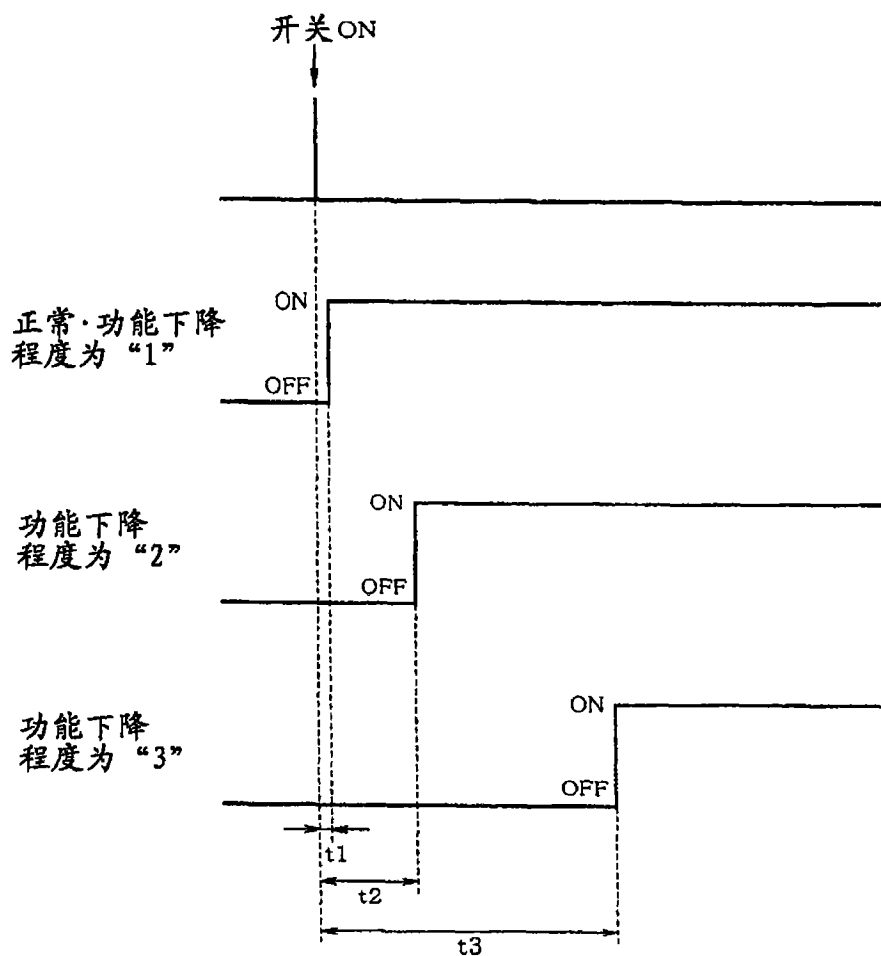 开关ON
ON
正常·功能下降
程度为“1”
OFF
ON
功能下降
程度为“2”
OFF
ON
功能下降
程度为“3”
OFF
t1
t2
t3